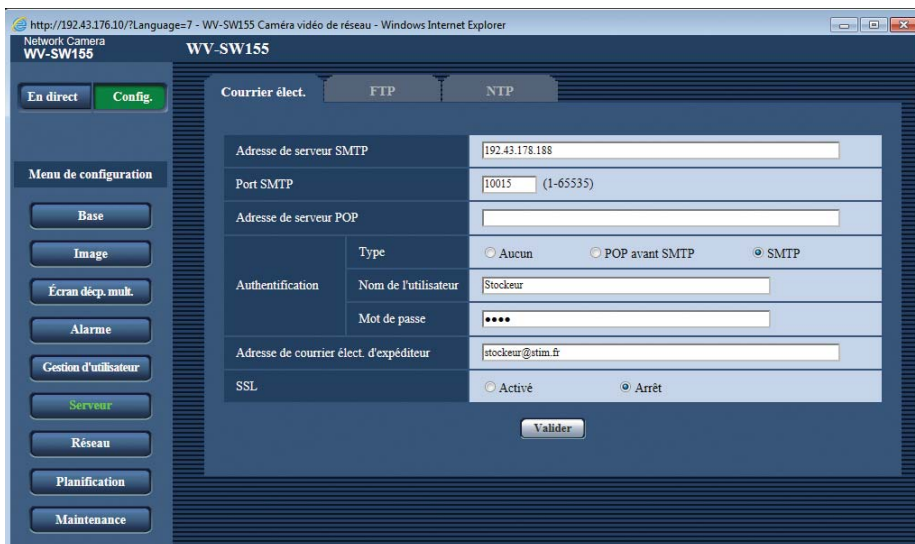 http://192.43.176.10/?Language=7 - WV-SW155 Caméra vidéo de réseau - Windows Internet Explorer
Network Camera
WV-SW155
WV-SW155
En direct
Config.
Menu de configuration
Base
Image
Écran décp. mult.
Alarme
Gestion d'utilisateur
Serveur
Réseau
Planification
Maintenance
Courrier élect.
FTP
NTP
Adresse de serveur SMTP
192.43.178.188
Port SMTP
10015 (1-65535)
Adresse de serveur POP
Authentification
Type
Aucun
POP avant SMTP
SMTP
Nom de l'utilisateur
Stockeur
Mot de passe
••••
Adresse de courrier élect. d'expéditeur
stockeur@stim.fr
SSL
Activé
Arrêt
Valider